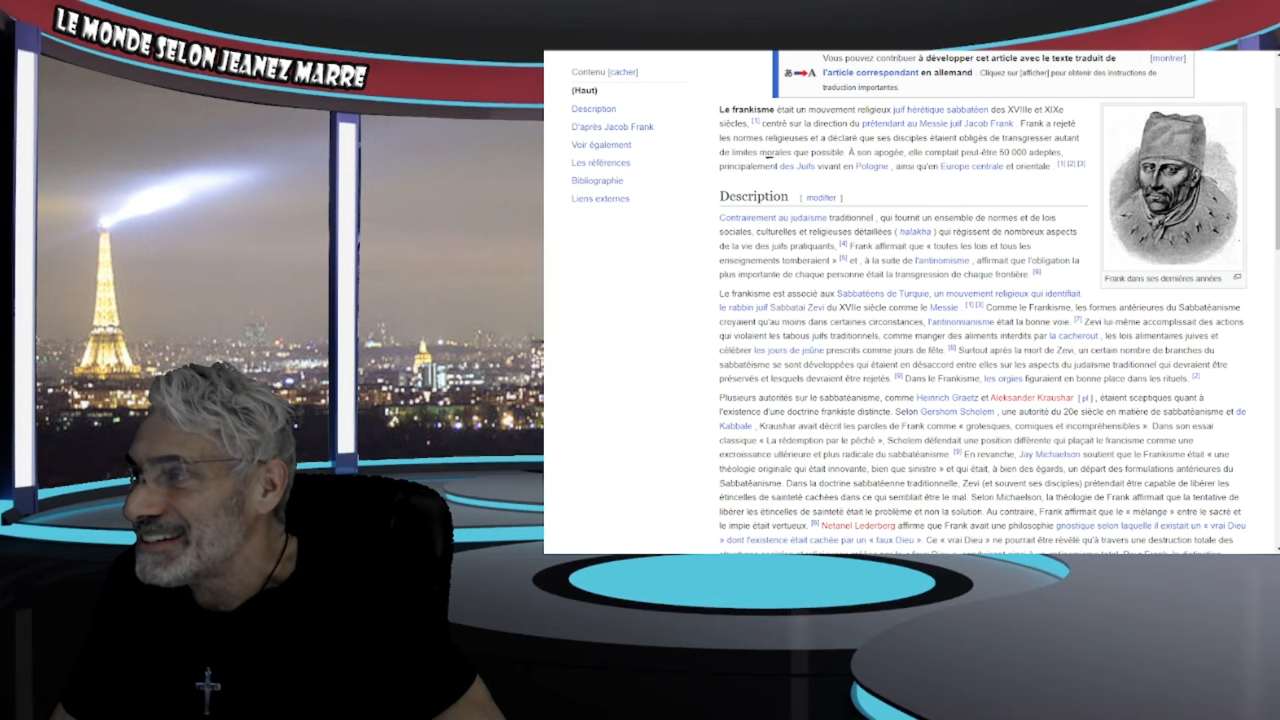 LE MONDE SELON JEANEZ MARRE
Contenu [cacher]
(Haut)
Description
D'après Jacob Frank
Voir également
Les références
Bibliographie
Liens externes
Vous pouvez contribuer à développer cet article avec le texte traduit de [montrer]
l'article correspondant en allemand . Cliquez sur [afficher] pour obtenir des instructions de
traduction importantes.
Le frankisme était un mouvement religieux juif hérétique sabbatéen des XVIIIe et XIXe
siècles, [1] centré sur la direction du prétendant au Messie juif Jacob Frank . Frank a rejeté
les normes religieuses et a déclaré que ses disciples étaient obligés de transgresser autant
de limites morales que possible. À son apogée, elle comptait peut-être 50 000 adeptes,
principalement des Juifs vivant en Pologne , ainsi qu'en Europe centrale et orientale . [1] [2] [3]
Frank dans ses dernières années
Description [ modifier ]
Contrairement au judaïsme traditionnel , qui fournit un ensemble de normes et de lois
sociales, culturelles et religieuses détaillées ( halakha ) qui régissent de nombreux aspects
de la vie des juifs pratiquants, [4] Frank affirmait que « toutes les lois et tous les
enseignements tomberaient » [5] et , à la suite de l'antinomisme , affirmait que l'obligation la
plus importante de chaque personne était la transgression de chaque frontière. [6]
Le frankisme est associé aux Sabbatéens de Turquie, un mouvement religieux qui identifiait
le rabbin juif Sabbatai Zevi du XVIIe siècle comme le Messie . [1] [3] Comme le Frankisme, les formes antérieures du Sabbatéanisme
croyaient qu'au moins dans certaines circonstances, l'antinomianisme était la bonne voie. [7] Zevi lui-même accomplissait des actions
qui violaient les tabous juifs traditionnels, comme manger des aliments interdits par la cacherout , les lois alimentaires juives et
célébrer les jours de jeûne prescrits comme jours de fête. [8] Surtout après la mort de Zevi, un certain nombre de branches du
sabbatéisme se sont développées qui étaient en désaccord entre elles sur les aspects du judaïsme traditionnel qui devraient être
préservés et lesquels devraient être rejetés. [9] Dans le Frankisme, les orgies figuraient en bonne place dans les rituels. [2]
Plusieurs autorités sur le sabbatéanisme, comme Heinrich Graetz et Aleksander Kraushar [ pl ] , étaient sceptiques quant à
l'existence d'une doctrine frankiste distincte. Selon Gershom Scholem , une autorité du 20e siècle en matière de sabbatéanisme et de
Kabbale , Kraushar avait décrit les paroles de Frank comme « grotesques, comiques et incompréhensibles ». Dans son essai
classique « La rédemption par le péché », Scholem défendait une position différente qui plaçait le francisme comme une
excroissance ultérieure et plus radicale du sabbatéanisme. [9] En revanche, Jay Michaelson soutient que le Frankisme était « une
théologie originale qui était innovante, bien que sinistre » et qui était, à bien des égards, un départ des formulations antérieures du
Sabbatéanisme. Dans la doctrine sabbatéenne traditionnelle, Zevi (et souvent ses disciples) prétendait être capable de libérer les
étincelles de sainteté cachées dans ce qui semblait être le mal. Selon Michaelson, la théologie de Frank affirmait que la tentative de
libérer les étincelles de sainteté était le problème et non la solution. Au contraire, Frank affirmait que le « mélange » entre le sacré et
le impie était vertueux. [6] Netanel Lederberg affirme que Frank avait une philosophie gnostique selon laquelle il existait un « vrai Dieu
» dont l'existence était cachée par un « faux Dieu ». Ce « vrai Dieu » ne pourrait être révélé qu'à travers une destruction totale des